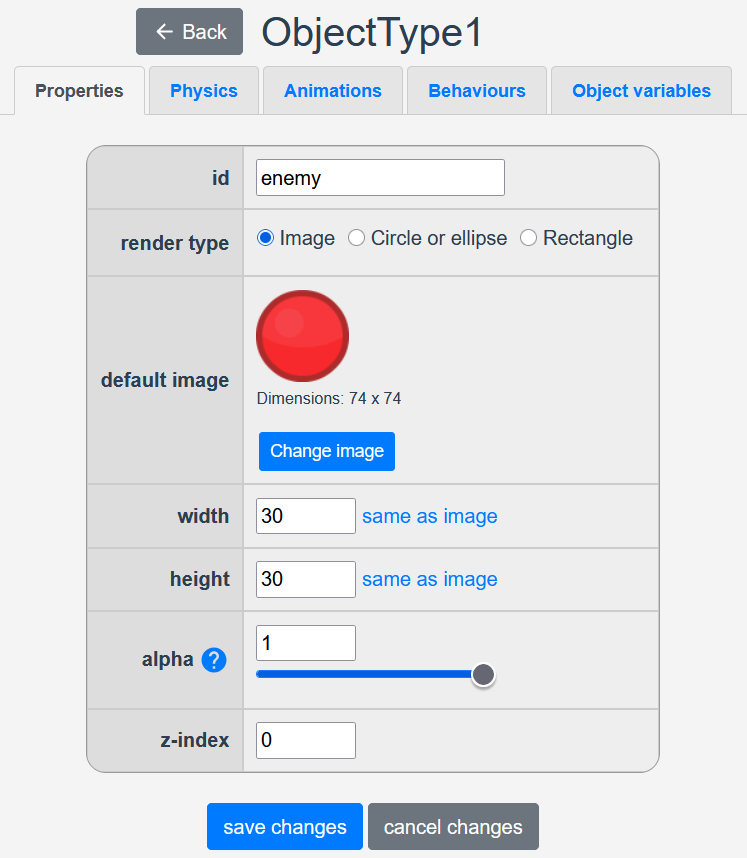 ← Back ObjectType1
Properties Physics Animations Behaviours Object variables
id enemy
render type Image Circle or ellipse Rectangle
default image
Dimensions: 74 x 74
Change image
width 30 same as image
height 30 same as image
alpha ? 1
z-index 0
save changes cancel changes